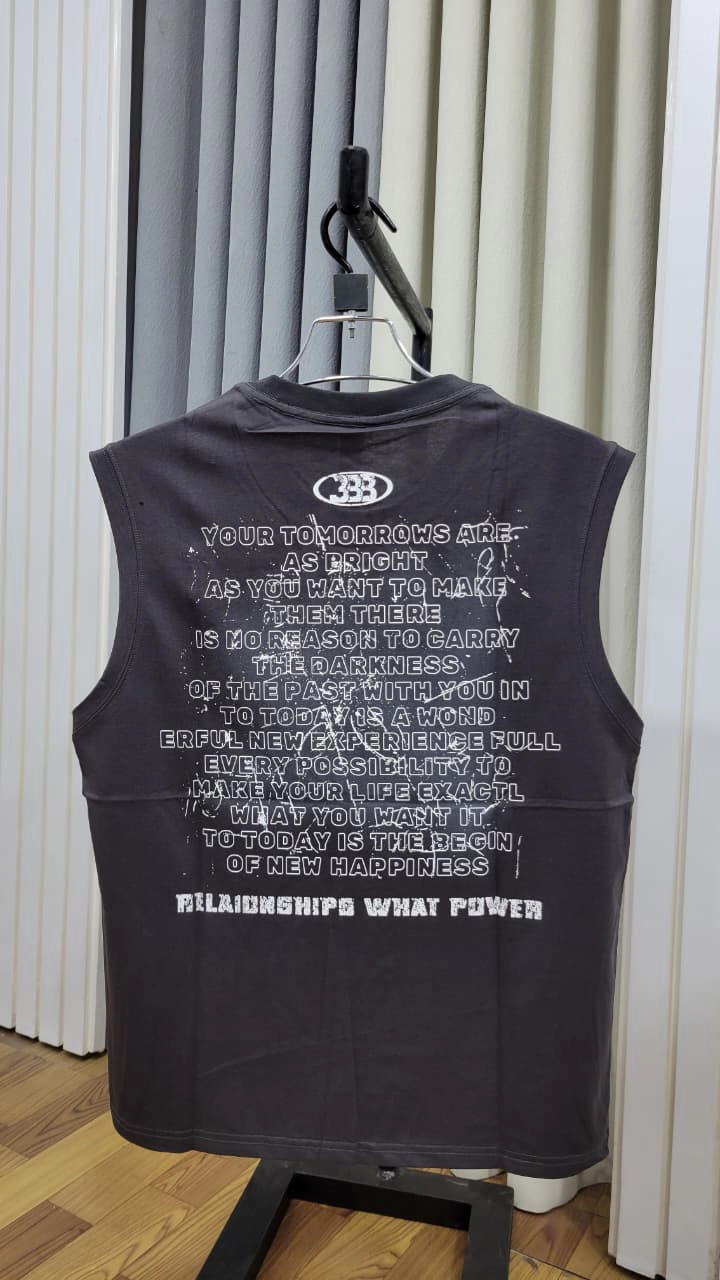 333
YOUR TOMORROWS ARE
AS BRIGHT
AS YOU WANT TO MAKE
THEM THERE
IS NO REASON TO CARRY
THE DARKNESS
OF THE PAST WITH YOU IN
TO TODAY IS A WOND
ERFUL NEW EXPERIENCE FULL
EVERY POSSIBILITY TO
MAKE YOUR LIFE EXACTL
WHAT YOU WANT IT
TO TODAY IS THE BEGIN
OF NEW HAPPINESS
RELAIONSHIPS WHAT POWER